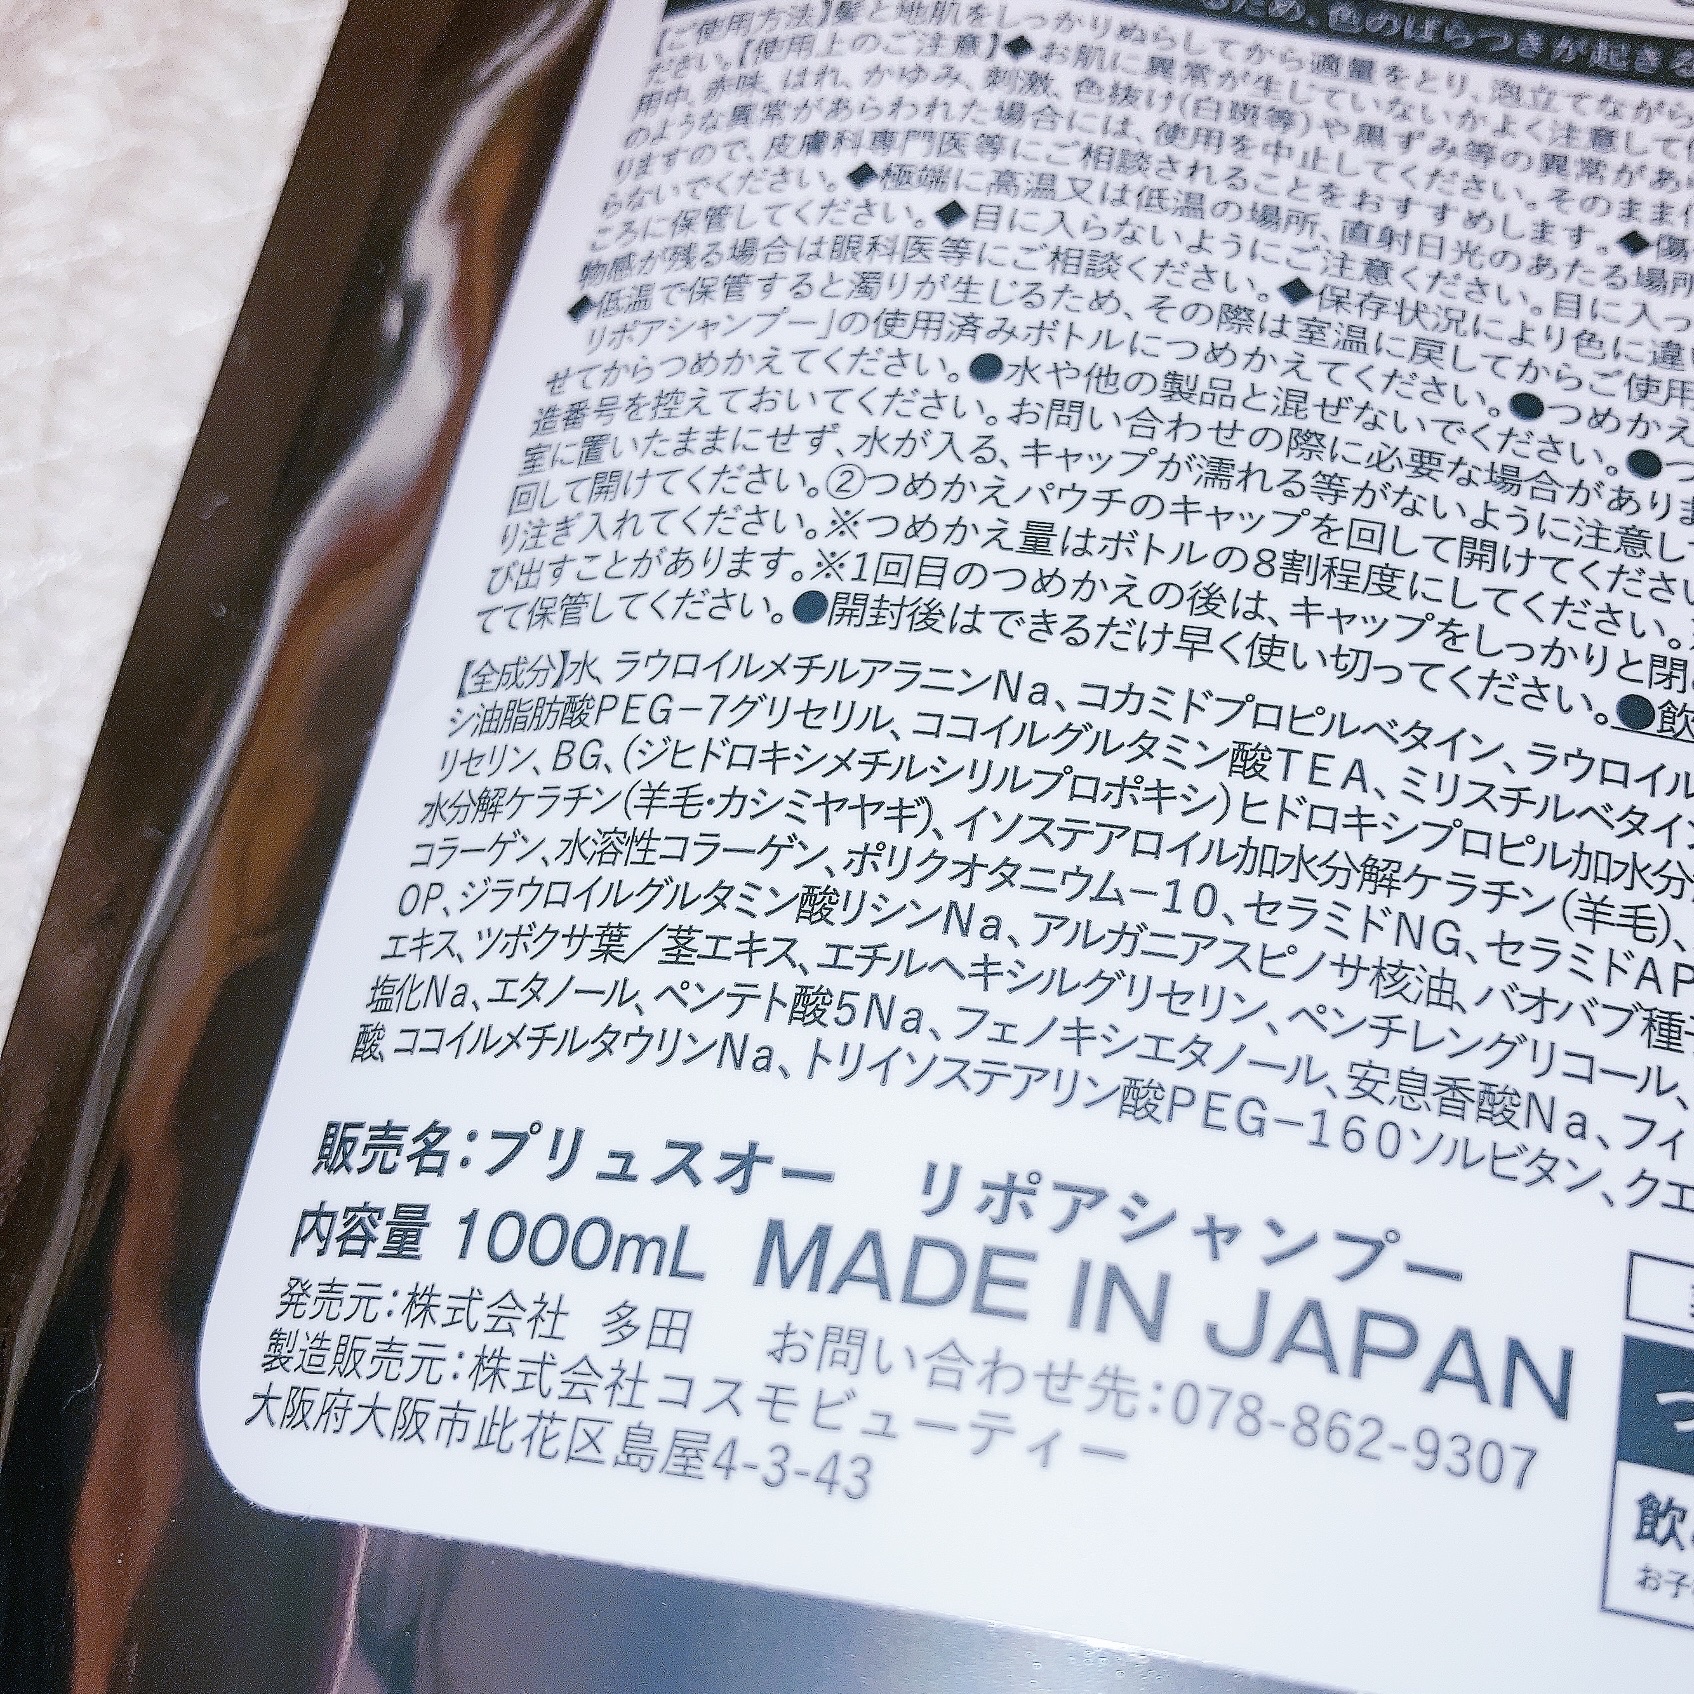 るため、色のばらつきが起きる
【ご使用方法】髪と地肌をしっかりぬらしてから適量をとり、泡立てながら
ださい。【使用上のご注意】◆お肌に異常が生じていないかよく注意して使
用中、赤味、はれ、かゆみ、刺激、色抜け(白斑等)や黒ずみ等の異常があ
のような異常があらわれた場合には、使用を中止してください。そのまま
りますので、皮膚科専門医等にご相談されることをおすすめします。◆傷
らないでください。◆極端に高温又は低温の場所、直射日光のあたる場所
ころに保管してください。◆目に入らないようにご注意ください。目に入っ
物感が残る場合は眼科医等にご相談ください。◆保存状況により色に違い
◆低温で保管すると濁りが生じるため、その際は室温に戻してからご使用
リポアシャンプー」の使用済みボトルにつめかえてください。●つめかえ
せてからつめかえてください。●水や他の製品と混ぜないでください。●つ
造番号を控えておいてください。お問い合わせの際に必要な場合がありま
室に置いたままにせず、水が入る、キャップが濡れる等がないように注意し
回して開けてください。②つめかえパウチのキャップを回して開けてください
り注ぎ入れてください。※つめかえ量はボトルの8割程度にしてください。
び出すことがあります。※1回目のつめかえの後は、キャップをしっかりと閉
てて保管してください。●開封後はできるだけ早く使い切ってください。●飲
【全成分】水、ラウロイルメチルアラニンNa、コカミドプロピルベタイン、ラウロイル
シ油脂肪酸PEG－7グリセリル、ココイルグルタミン酸TEA、ミリスチルベタイン
リセリン、BG、(ジヒドロキシメチルシリルプロポキシ)ヒドロキシプロピル加水分
水分解ケラチン(羊毛・カシミヤヤギ)、イソステアロイル加水分解ケラチン(羊毛)、
コラーゲン、水溶性コラーゲン、ポリクオタニウム－10、セラミドNG、セラミドAP
OP、ジラウロイルグルタミン酸リシンNa、アルガニアスピノサ核油、バオバブ種子
エキス、ツボクサ葉／茎エキス、エチルヘキシルグリセリン、ペンチレングリコール、
塩化Na、エタノール、ペンテト酸5Na、フェノキシエタノール、安息香酸Na、フィ
酸、ココイルメチルタウリンNa、トリイソステアリン酸PEG－160ソルビタン、クエ
販売名：プリュスオー　リポアシャンプー
内容量 1000mL MADE IN JAPAN
発売元：株式会社 多田　お問い合わせ先：078-862-9307
製造販売元：株式会社コスモビューティー
大阪府大阪市此花区島屋4-3-43
つ
飲
お子